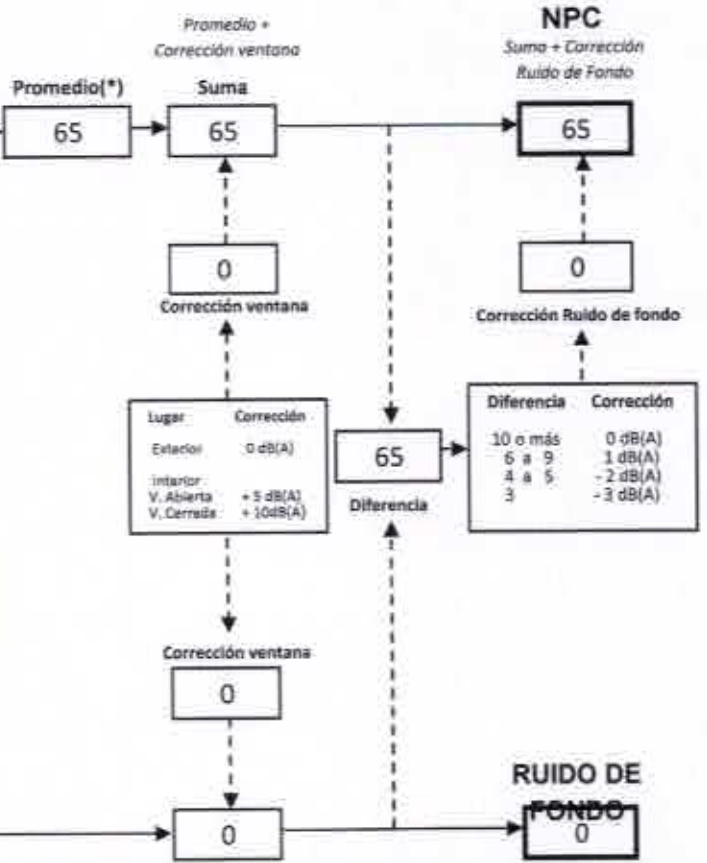 Promedio +
Corrección ventana
NPC
Suma + Corrección
Ruido de Fondo
Promedio(*)
Suma
65
65
65
0
Corrección ventana
0
Corrección Ruido de fondo
Lugar Corrección
Exterior 0 dB(A)
interior
V. Abierta + 5 dB(A)
V. Cerrada + 10dB(A)
65
Diferencia
Diferencia Corrección
10 o más 0 dB(A)
6 a 9 1 dB(A)
4 a 5 - 2 dB(A)
3 - 3 dB(A)
Corrección ventana
0
0
RUIDO DE
FONDO
0